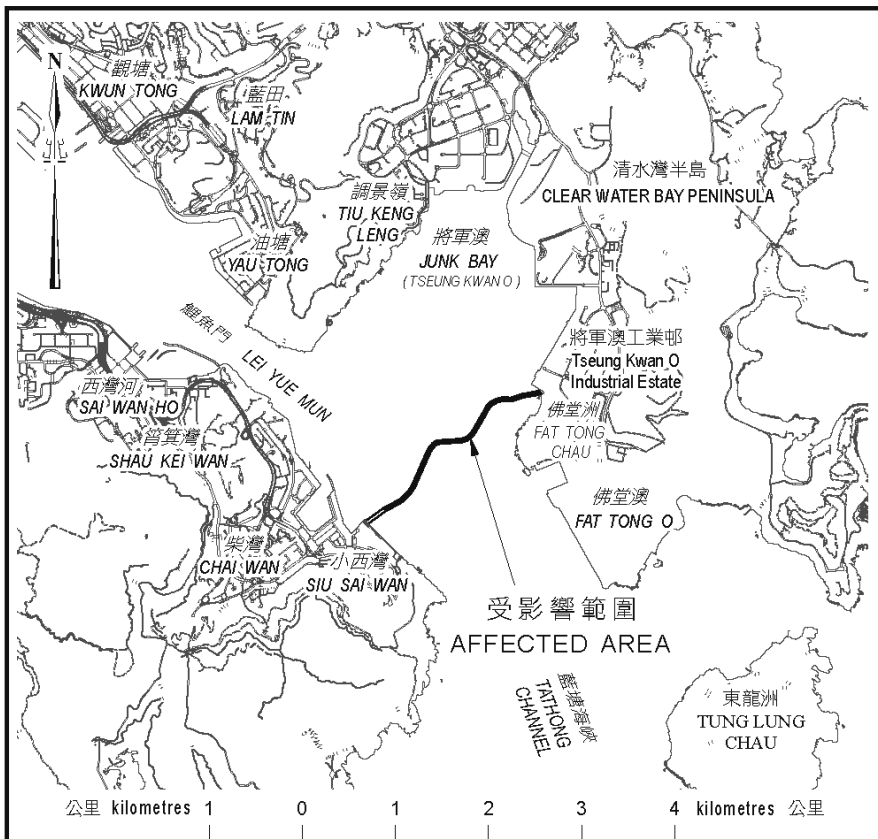 N
觀塘
KWUN TONG
藍田
LAM TIN
清水灣半島
CLEAR WATER BAY PENINSULA
調景嶺
TIU KENG
LENG
油塘
YAU TONG
將軍澳
JUNK BAY
( TSEUNG KWAN O )
鯉魚門
LEI YUE MUN
將軍澳工業邨
Tseung Kwan O
Industrial Estate
西灣河
SAI WAN HO
筲箕灣
SHAU KEI WAN
佛堂洲
FAT TONG
CHAU
佛堂澳
FAT TONG O
柴灣
CHAI WAN
小西灣
SIU SAI WAN
受影響範圍
AFFECTED AREA
藍塘海峽
TATHONG
CHANNEL
東龍洲
TUNG LUNG
CHAU
公里 kilometres 1 0 1 2 3 4 kilometres 公里